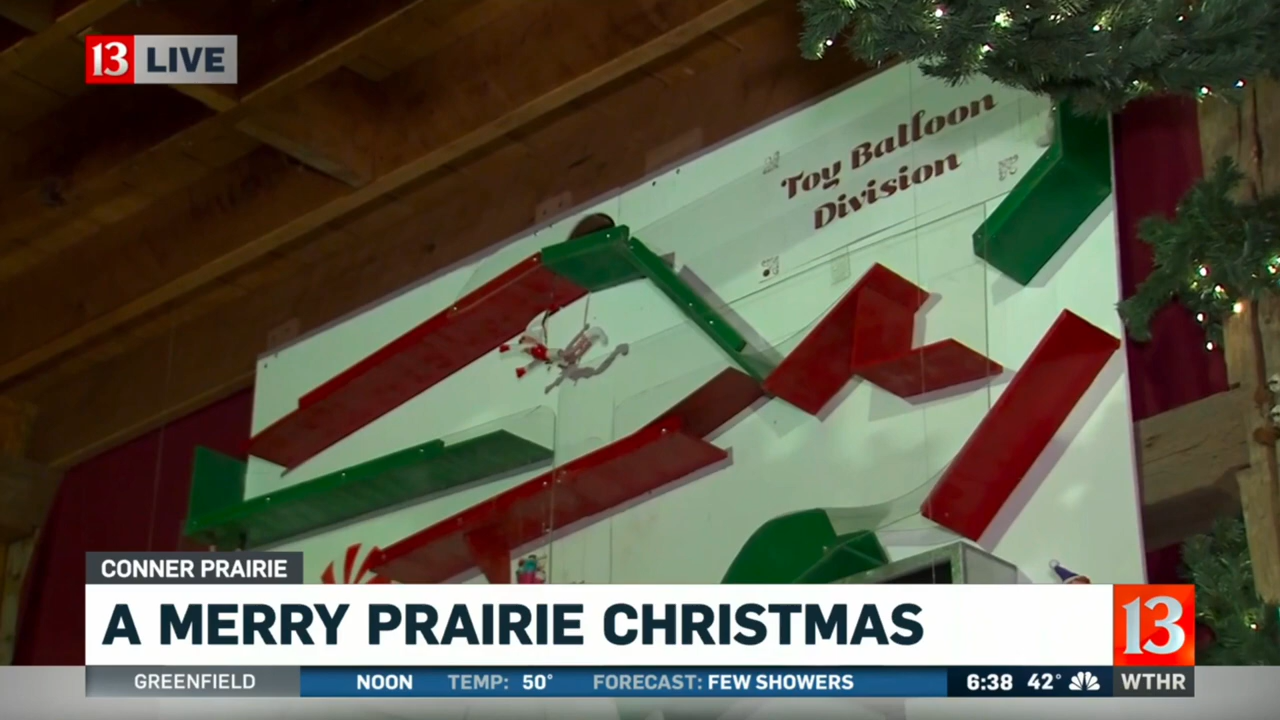 13 LIVE
Toy Balloon
Division
CONNER PRAIRIE
A MERRY PRAIRIE CHRISTMAS
13
GREENFIELD NOON TEMP: 50° FORECAST: FEW SHOWERS 6:38 42° WTHR